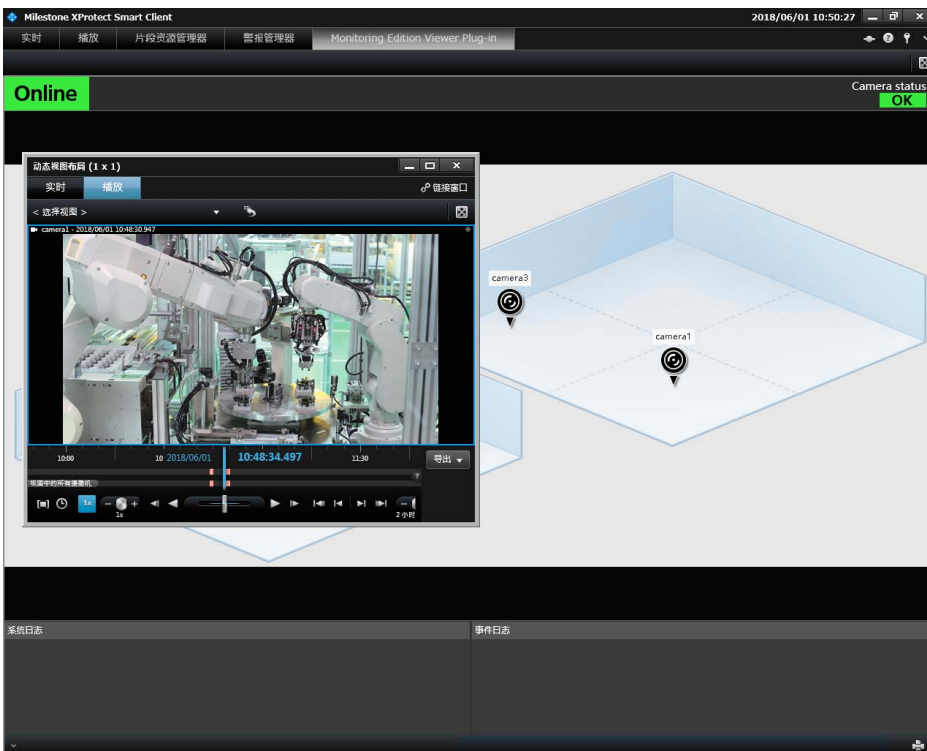 Milestone XProtect Smart Client
2018/06/01 10:50:27
实时 播放 片段资源管理器 警报管理器 Monitoring Edition Viewer Plug-in
Online
Camera status
OK
动态视图布局 (1 x 1)
实时 播放
链接窗口
< 选择视图 >
camera1 - 2018/06/01 10:48:30.947
camera3
camera1
10:00 10 2018/06/01 10:48:34.497 11:30
导出
视图中的所有摄像机
?
1x
1x
2 小时
系统日志 事件日志